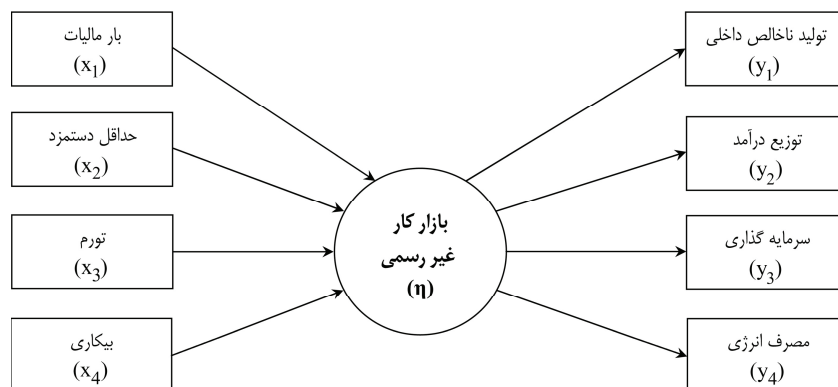 بار مالیات
(x₁)
حداقل دستمزد
(x₂)
تورم
(x₃)
بیکاری
(x₄)
بازار کار
غیر رسمی
(η)
تولید ناخالص داخلی
(y₁)
توزیع درآمد
(y₂)
سرمایه گذاری
(y₃)
مصرف انرژی
(y₄)